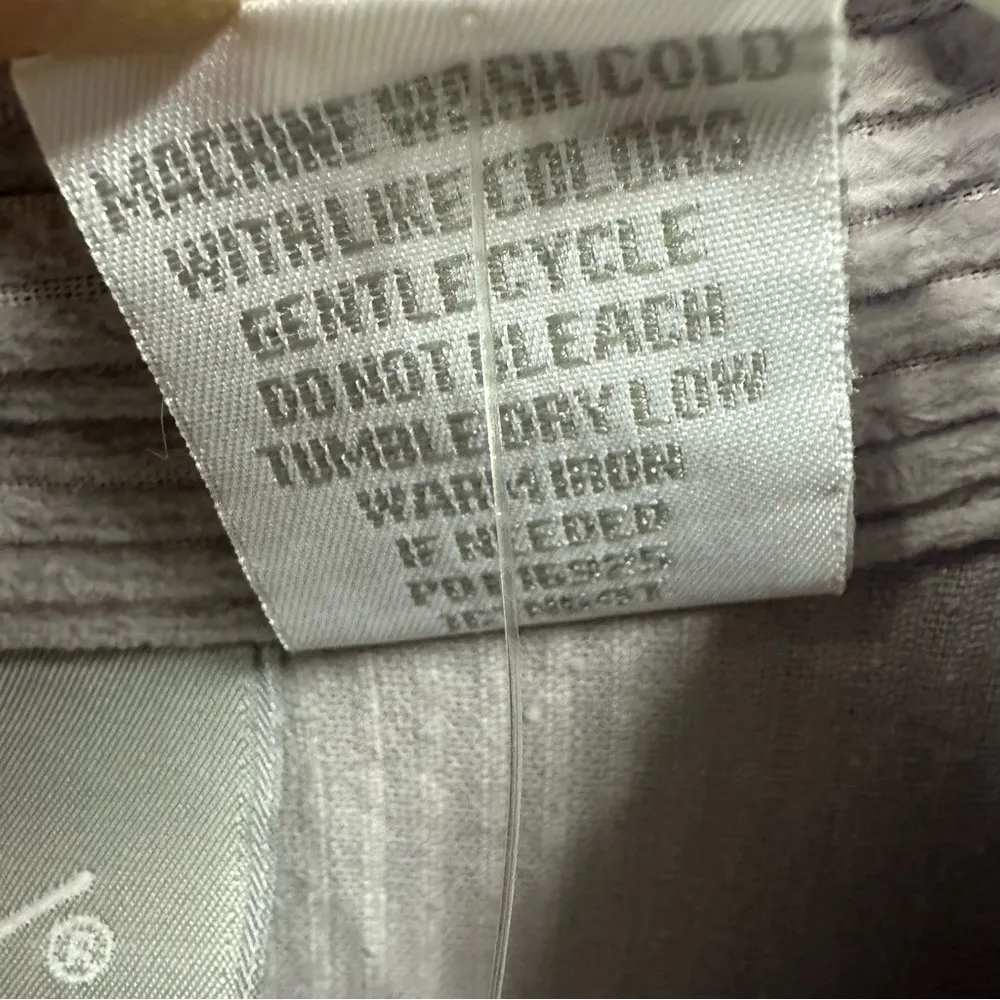 MACHINE WASH COLD
WITH LIKE COLORS
GENTLE CYCLE
DO NOT BLEACH
TUMBLE DRY LOW
WARM IRON
IF NEEDED
®